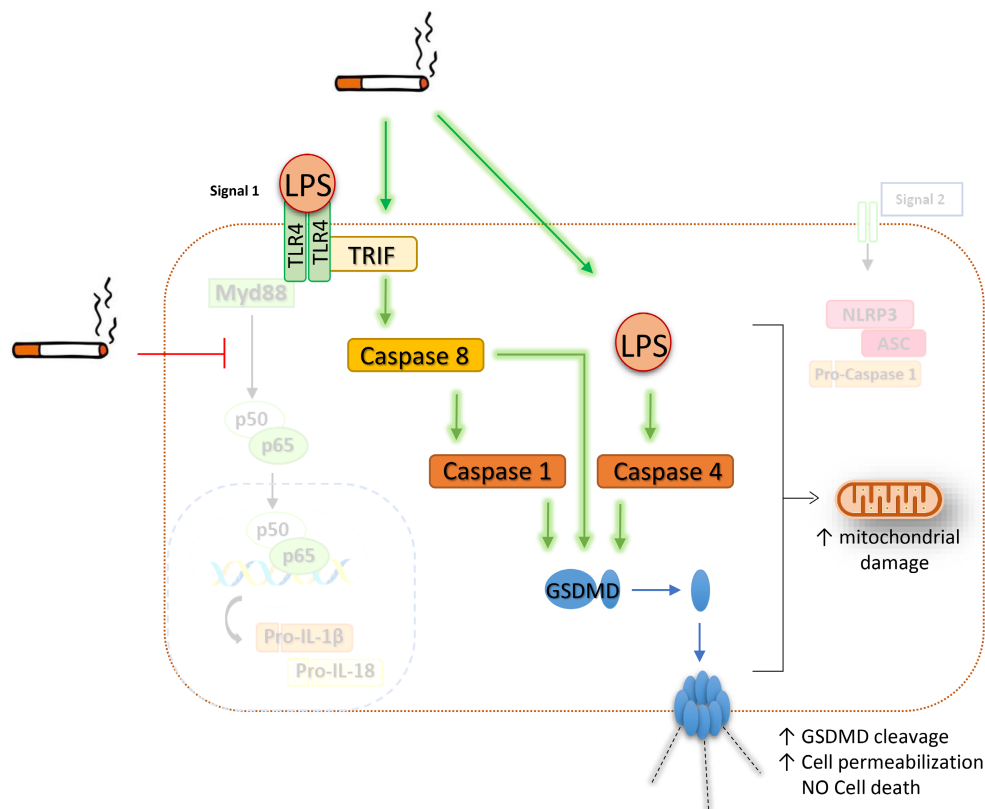 Signal 1
LPS
TLR4
TLR4
TRIF
Signal 2
Myd88
NLRP3
ASC
Pro-Caspase 1
LPS
Caspase 8
p50
p65
Caspase 1
Caspase 4
p50
p65
↑ mitochondrial
damage
GSDMD
Pro-IL-1β
Pro-IL-18
↑ GSDMD cleavage
↑ Cell permeabilization
NO Cell death